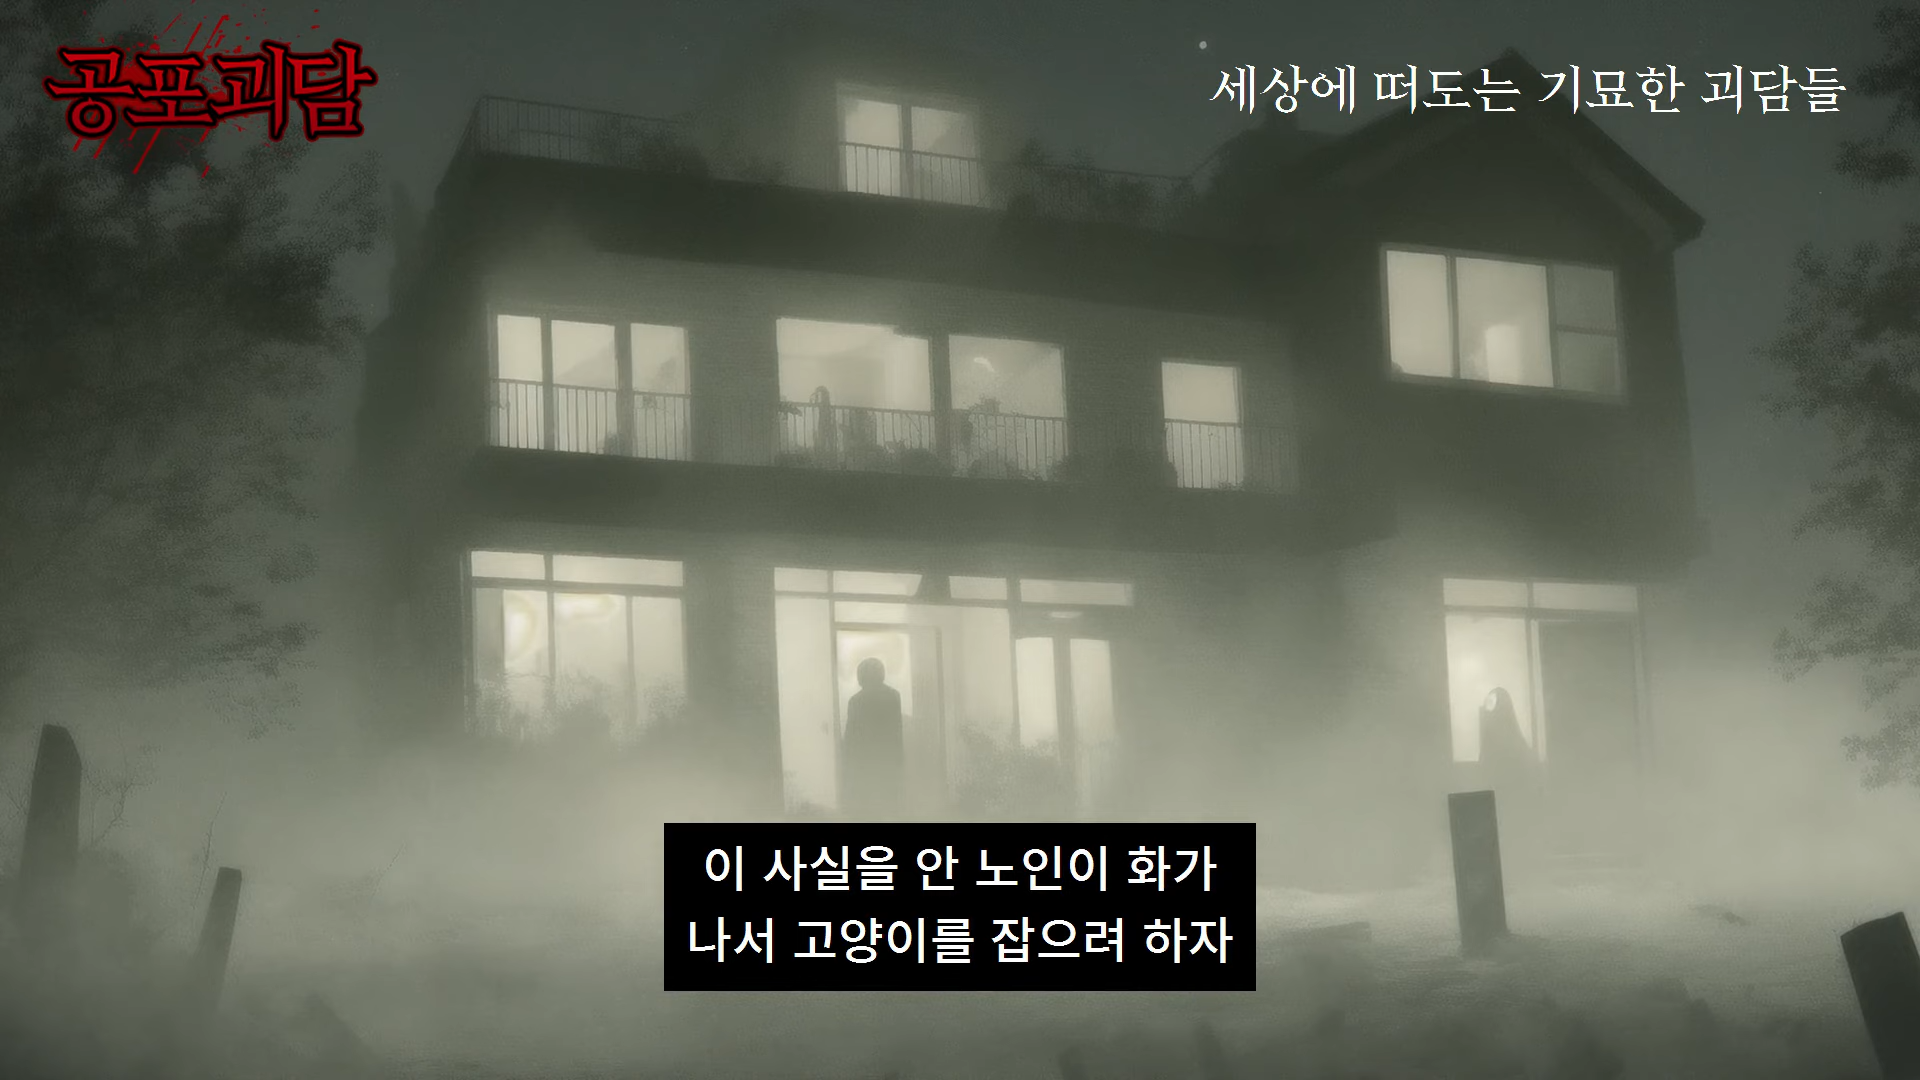 공포괴담
세상에 떠도는 기묘한 괴담들
이 사실을 안 노인이 화가
나서 고양이를 잡으려 하자